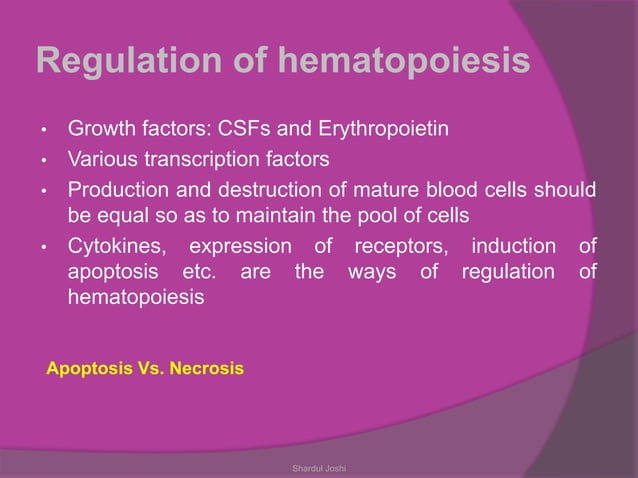 Regulation of hematopoiesis
• Growth factors: CSFs and Erythropoietin
• Various transcription factors
• Production and destruction of mature blood cells should
be equal so as to maintain the pool of cells
• Cytokines, expression of receptors, induction of
apoptosis etc. are the ways of regulation of
hematopoiesis
Apoptosis Vs. Necrosis
Shardul Joshi